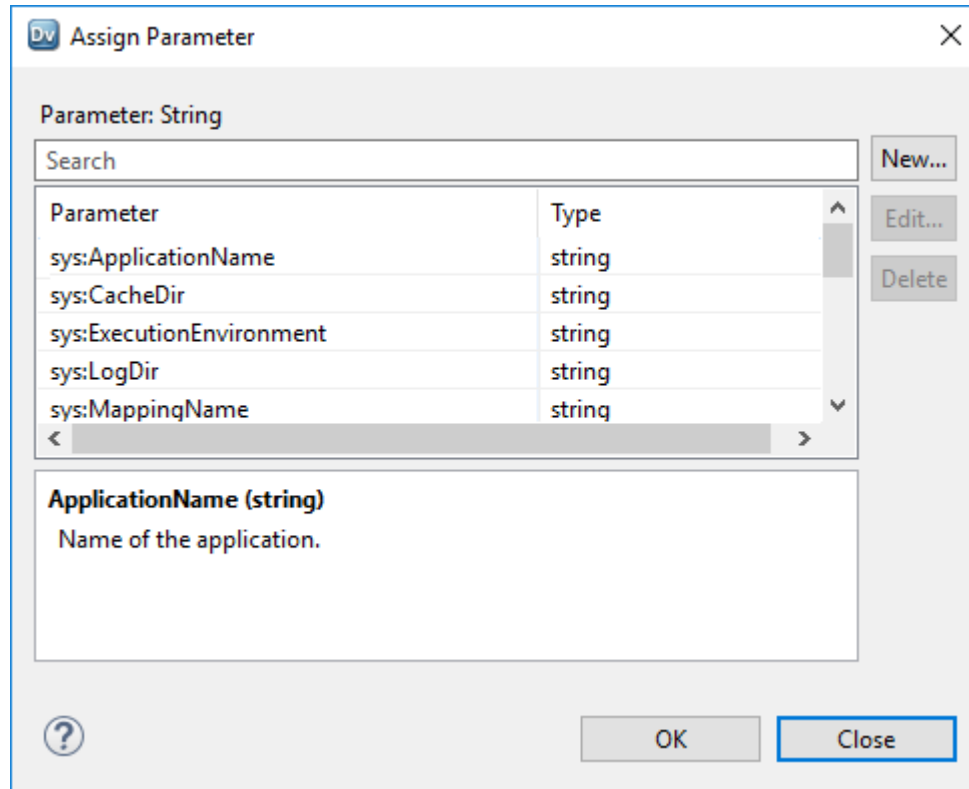 Dv Assign Parameter
Parameter: String
Search
New...
Parameter Type
Edit...
sys:ApplicationName string
Delete
sys:CacheDir string
sys:ExecutionEnvironment string
sys:LogDir string
sys:MappingName string
ApplicationName (string)
Name of the application.
? OK Close